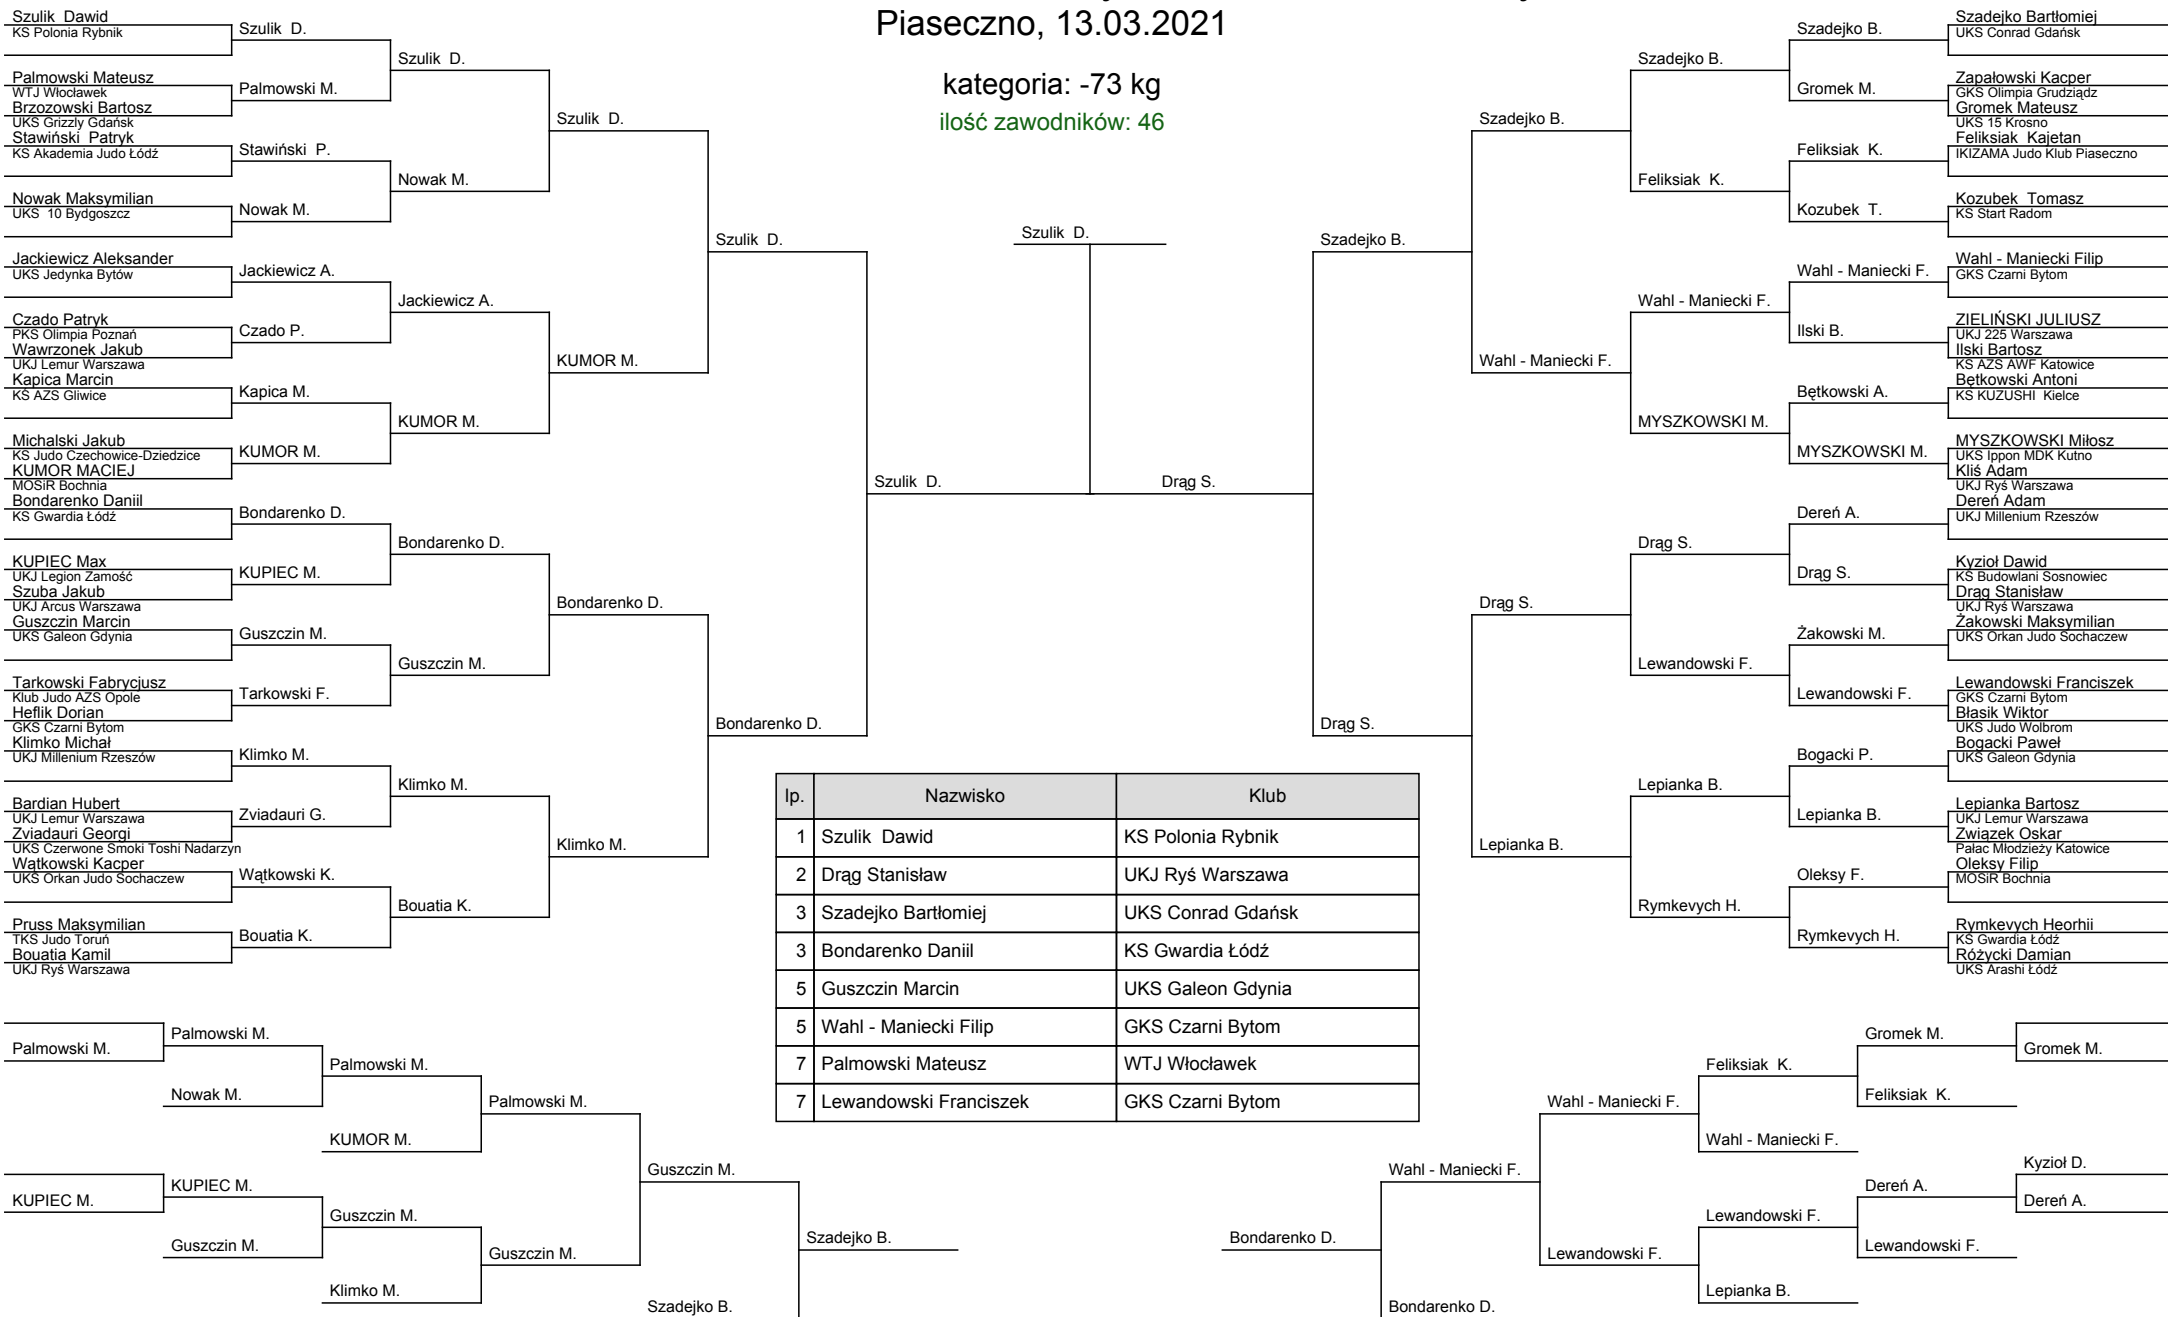 Piaseczno, 13.03.2021
kategoria: -73 kg
ilość zawodników: 46
Szulik Dawid
KS Polonia Rybnik
Palmowski Mateusz
WTJ Włocławek
Brzozowski Bartosz
UKS Grizzly Gdańsk
Stawiński Patryk
KS Akademia Judo Łódź
Nowak Maksymilian
UKS 10 Bydgoszcz
Jackiewicz Aleksander
UKS Jedynka Bytów
Czado Patryk
PKS Olimpia Poznań
Wawrzonek Jakub
UKJ Lemur Warszawa
Kapica Marcin
KS AZS Gliwice
Michalski Jakub
KS Judo Czechowice-Dziedzice
KUMOR MACIEJ
MOSiR Bochnia
Bondarenko Daniil
KS Gwardia Łódź
KUPIEC Max
UKJ Legion Zamość
Szuba Jakub
UKJ Arcus Warszawa
Guszczin Marcin
UKS Galeon Gdynia
Tarkowski Fabrycjusz
Klub Judo AZS Opole
Heflik Dorian
GKS Czarni Bytom
Klimko Michał
UKJ Millenium Rzeszów
Bardian Hubert
UKJ Lemur Warszawa
Zviadauri Georgi
UKS Czerwone Smoki Toshi Nadarzyn
Wątkowski Kacper
UKS Orkan Judo Sochaczew
Pruss Maksymilian
TKS Judo Toruń
Bouatia Kamil
UKJ Ryś Warszawa
Szulik D.
Palmowski M.
Stawiński P.
Nowak M.
Jackiewicz A.
Czado P.
Kapica M.
KUMOR M.
Bondarenko D.
KUPIEC M.
Guszczin M.
Tarkowski F.
Klimko M.
Zviadauri G.
Wątkowski K.
Bouatia K.
Szulik D.
Nowak M.
Jackiewicz A.
KUMOR M.
Bondarenko D.
Guszczin M.
Klimko M.
Bouatia K.
Szulik D.
KUMOR M.
Bondarenko D.
Klimko M.
Szulik D.
Bondarenko D.
Szulik D.
Szulik D.
Drąg S.
Szadejko B.
Drąg S.
Szadejko B.
Wahl - Maniecki F.
Drąg S.
Lepianka B.
Szadejko B.
Feliksiak K.
Wahl - Maniecki F.
MYSZKOWSKI M.
Drąg S.
Lewandowski F.
Lepianka B.
Rymkevych H.
Szadejko B.
Gromek M.
Feliksiak K.
Kozubek T.
Wahl - Maniecki F.
Ilski B.
Bętkowski A.
MYSZKOWSKI M.
Dereń A.
Drąg S.
Żakowski M.
Lewandowski F.
Bogacki P.
Lepianka B.
Oleksy F.
Rymkevych H.
Szadejko Bartłomiej
UKS Conrad Gdańsk
Zapałowski Kacper
GKS Olimpia Grudziądz
Gromek Mateusz
UKS 15 Krosno
Feliksiak Kajetan
IKIZAMA Judo Klub Piaseczno
Kozubek Tomasz
KS Start Radom
Wahl - Maniecki Filip
GKS Czarni Bytom
ZIELIŃSKI JULIUSZ
UKJ 225 Warszawa
Ilski Bartosz
KS AZS AWF Katowice
Bętkowski Antoni
KS KUZUSHI Kielce
MYSZKOWSKI Miłosz
UKS Ippon MDK Kutno
Kliś Adam
UKJ Ryś Warszawa
Dereń Adam
UKJ Millenium Rzeszów
Kyzioł Dawid
KS Budowlani Sosnowiec
Drąg Stanisław
UKJ Ryś Warszawa
Żakowski Maksymilian
UKS Orkan Judo Sochaczew
Lewandowski Franciszek
GKS Czarni Bytom
Błasik Wiktor
UKS Judo Wolbrom
Bogacki Paweł
UKS Galeon Gdynia
Lepianka Bartosz
UKJ Lemur Warszawa
Związek Oskar
Pałac Młodzieży Katowice
Oleksy Filip
MOSiR Bochnia
Rymkevych Heorhii
KS Gwardia Łódź
Różycki Damian
UKS Arashi Łódź
lp. Nazwisko Klub
1 Szulik Dawid KS Polonia Rybnik
2 Drąg Stanisław UKJ Ryś Warszawa
3 Szadejko Bartłomiej UKS Conrad Gdańsk
3 Bondarenko Daniil KS Gwardia Łódź
5 Guszczin Marcin UKS Galeon Gdynia
5 Wahl - Maniecki Filip GKS Czarni Bytom
7 Palmowski Mateusz WTJ Włocławek
7 Lewandowski Franciszek GKS Czarni Bytom
Palmowski M.
KUPIEC M.
Palmowski M.
Nowak M.
KUPIEC M.
Guszczin M.
Palmowski M.
KUMOR M.
Guszczin M.
Klimko M.
Palmowski M.
Guszczin M.
Guszczin M.
Szadejko B.
Szadejko B.
Bondarenko D.
Wahl - Maniecki F.
Bondarenko D.
Wahl - Maniecki F.
Lewandowski F.
Feliksiak K.
Wahl - Maniecki F.
Lewandowski F.
Lepianka B.
Gromek M.
Feliksiak K.
Dereń A.
Lewandowski F.
Gromek M.
Kyzioł D.
Dereń A.